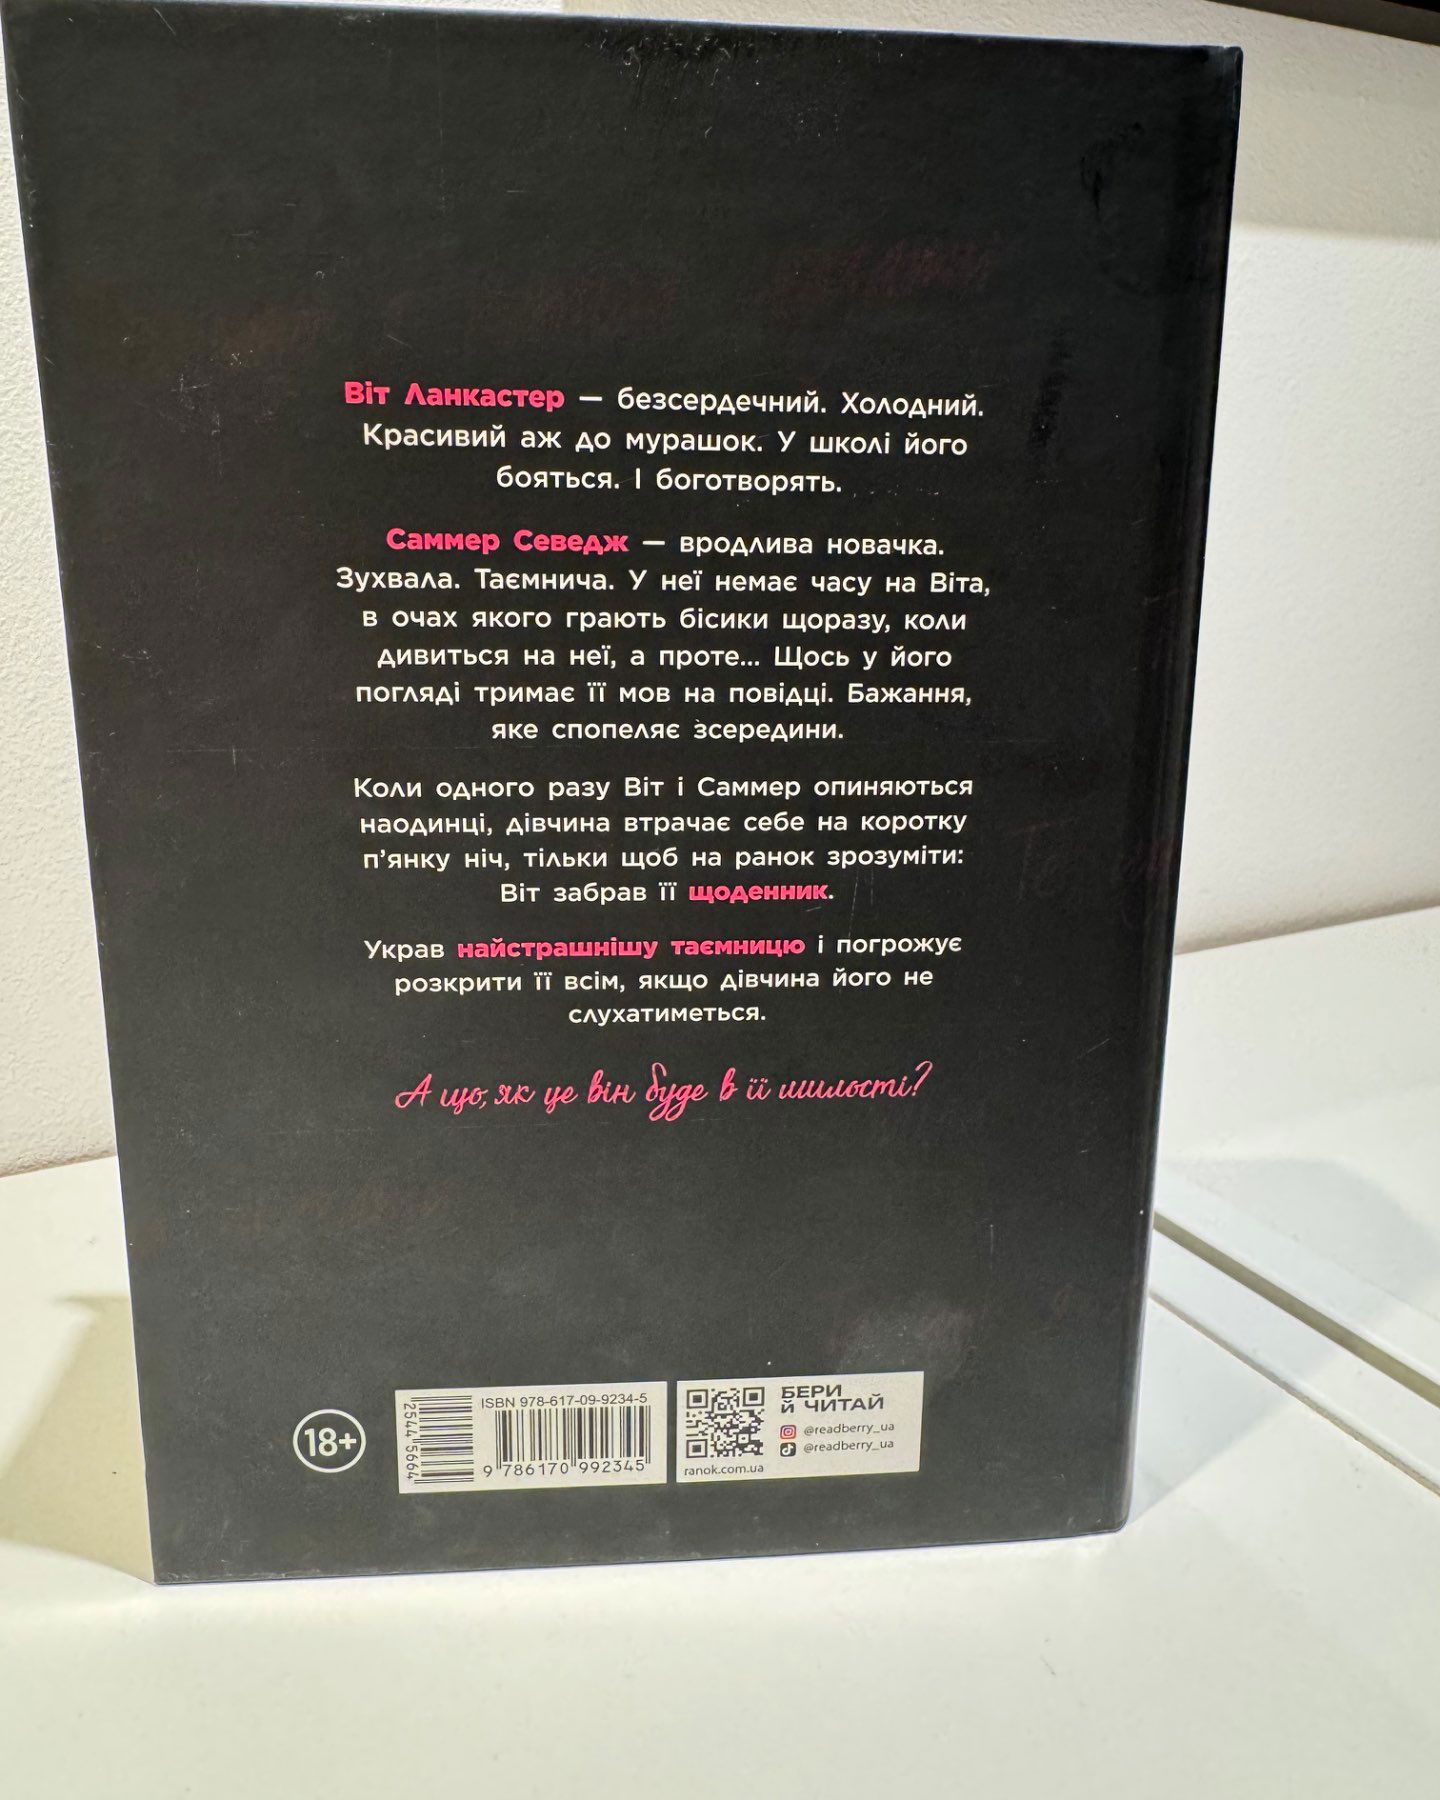 Віт Ланкастер — безсердечний. Холодний.
Красивий аж до мурашок. У школі його
бояться. І боготворять.
Саммер Севедж — вродлива новачка.
Зухвала. Таємнича. У неї немає часу на Віта,
в очах якого грають бісики щоразу, коли
дивиться на неї, а проте... Щось у його
погляді тримає її мов на повідці. Бажання,
яке спопеляє зсередини.
Коли одного разу Віт і Саммер опиняються
наодинці, дівчина втрачає себе на коротку
п'янку ніч, тільки щоб на ранок зрозуміти:
Віт забрав її щоденник.
Украв найстрашнішу таємницю і погрожує
розкрити її всім, якщо дівчина його не
слухатиметься.
А що, як це він буде в її милості?
18+
2544 5664
ISBN 978-617-09-9234-5
9 786170 992345
БЕРИ
й ЧИТАЙ
@readberry_ua
@readberry_ua
ranok.com.ua